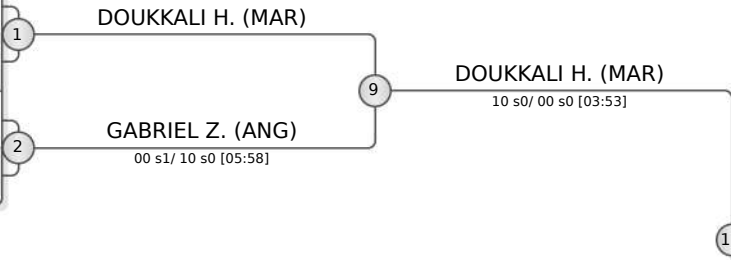 DOUKKALI H. (MAR)
1
9
DOUKKALI H. (MAR)
10 s0/ 00 s0 [03:53]
GABRIEL Z. (ANG)
2
00 s1/ 10 s0 [05:58]